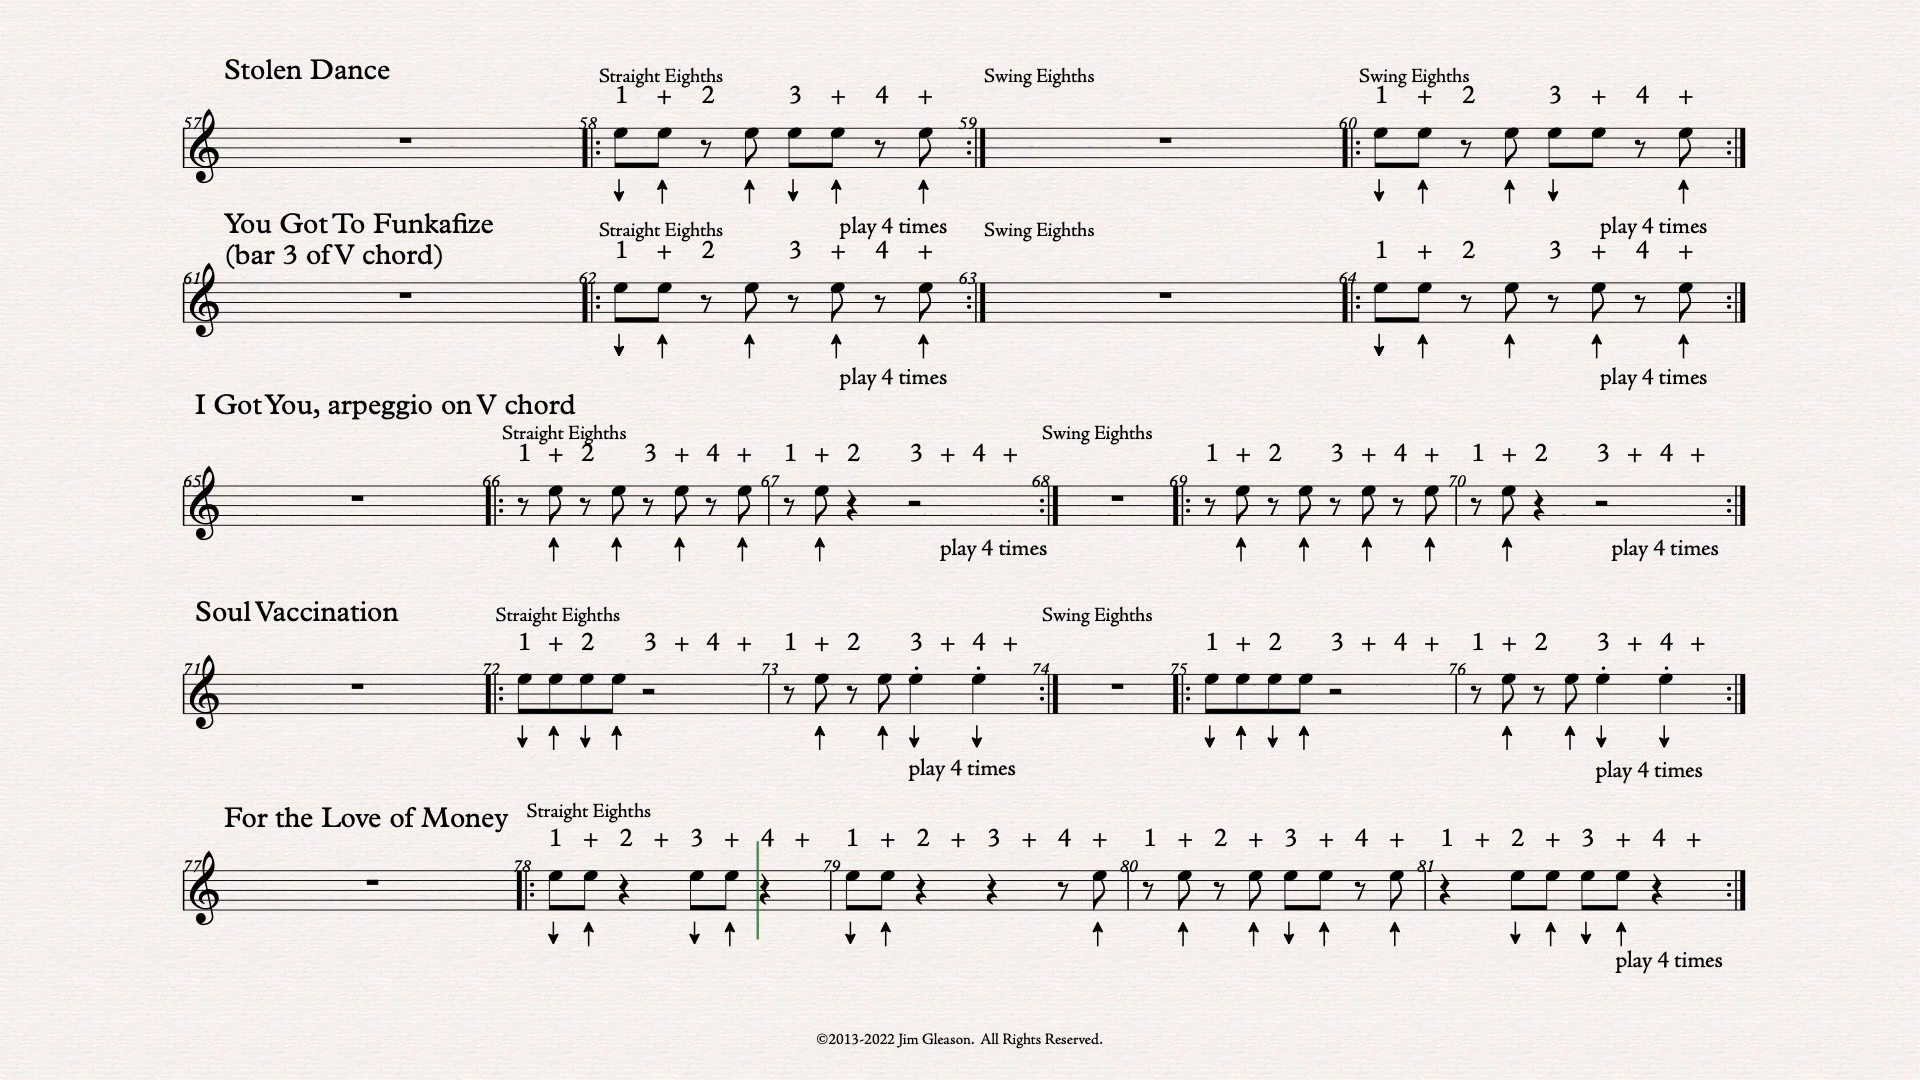 Stolen Dance
Straight Eighths Swing Eighths Swing Eighths
1 + 2 3 + 4 + 1 + 2 3 + 4 +
57 58 59 60
play 4 times play 4 times
You Got To Funkafize
(bar 3 of V chord)
Straight Eighths Swing Eighths
1 + 2 3 + 4 + 1 + 2 3 + 4 +
61 62 63 64
play 4 times play 4 times
I Got You, arpeggio on V chord
Straight Eighths Swing Eighths
1 + 2 3 + 4 + 1 + 2 3 + 4 + 1 + 2 3 + 4 + 1 + 2 3 + 4 +
65 66 67 68 69 70
play 4 times play 4 times
Soul Vaccination
Straight Eighths Swing Eighths
1 + 2 3 + 4 + 1 + 2 3 + 4 + 1 + 2 3 + 4 + 1 + 2 3 + 4 +
71 72 73 74 75 76
play 4 times play 4 times
For the Love of Money
Straight Eighths
1 + 2 + 3 + 4 + 1 + 2 + 3 + 4 + 1 + 2 + 3 + 4 + 1 + 2 + 3 + 4 +
77 78 79 80 81
play 4 times
©2013-2022 Jim Gleason. All Rights Reserved.